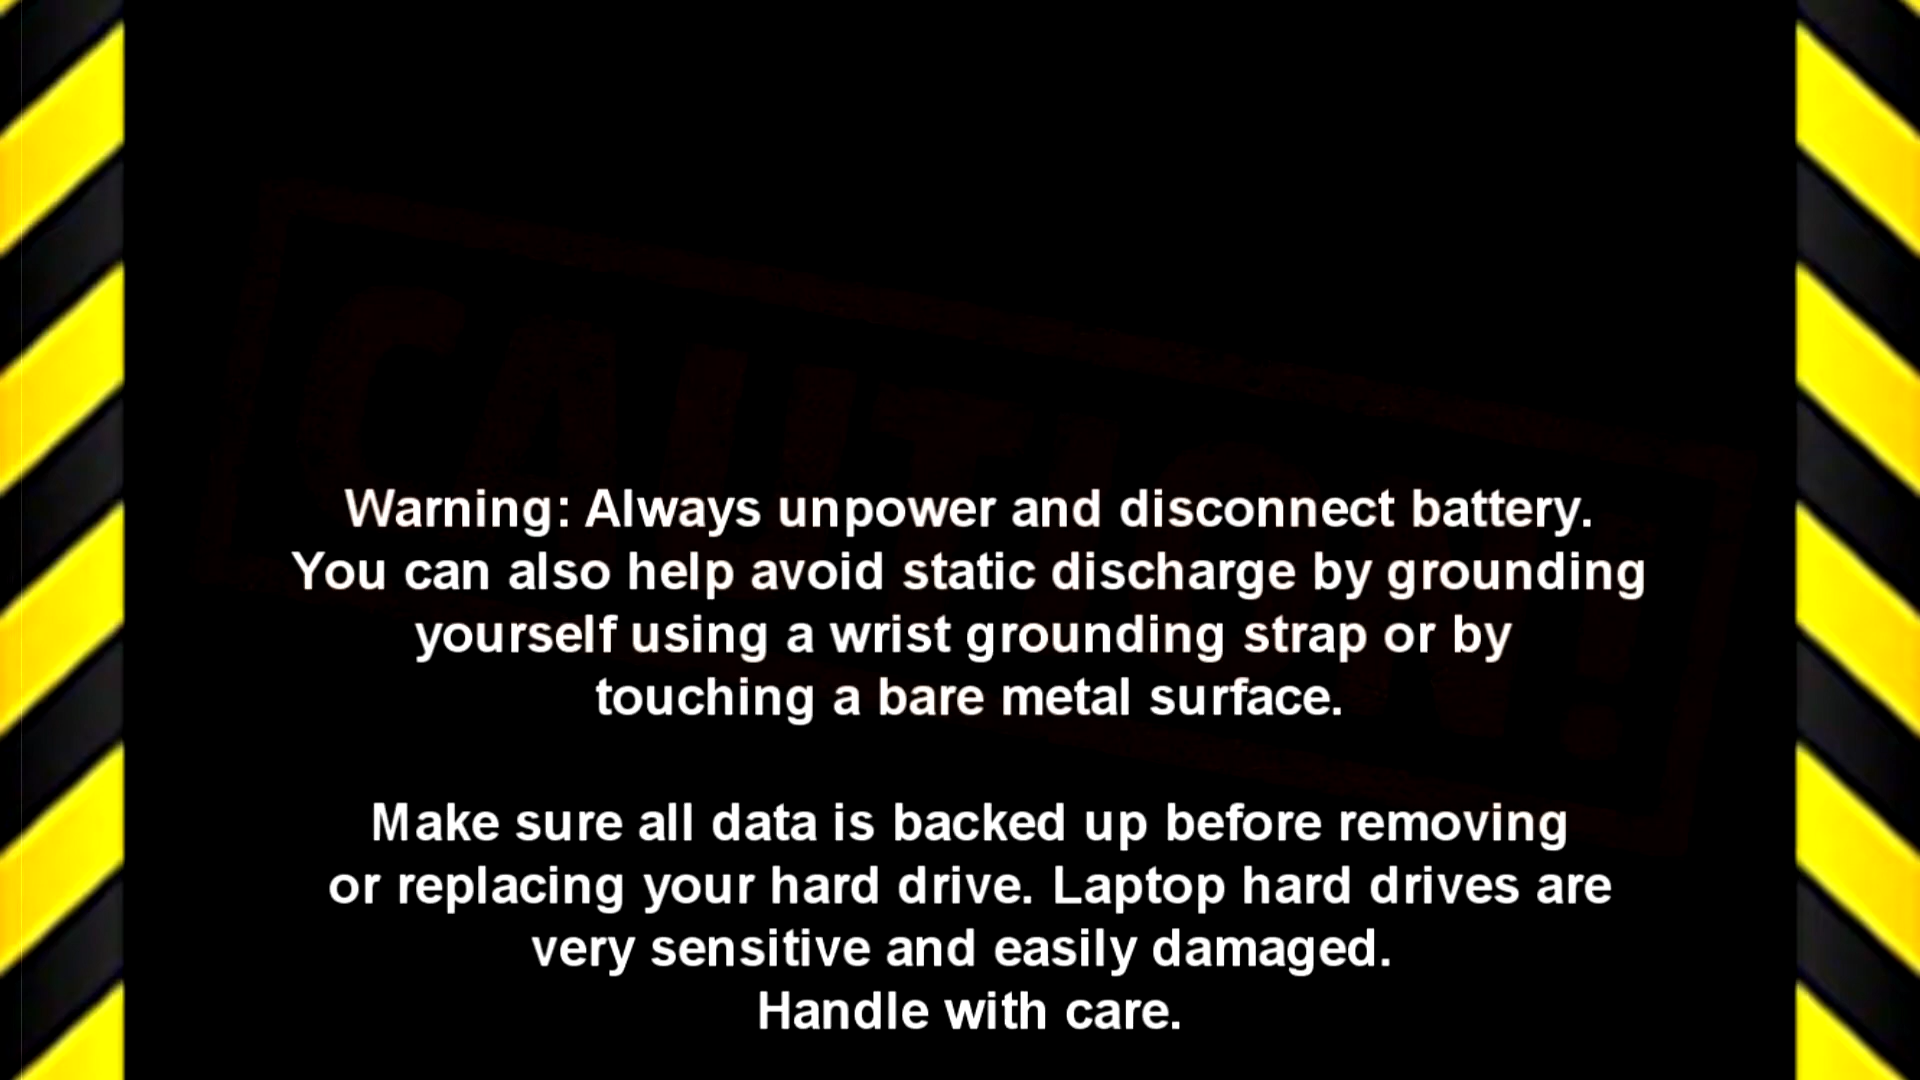 CAUTION!
Warning: Always unpower and disconnect battery.
You can also help avoid static discharge by grounding
yourself using a wrist grounding strap or by
touching a bare metal surface.
Make sure all data is backed up before removing
or replacing your hard drive. Laptop hard drives are
very sensitive and easily damaged.
Handle with care.